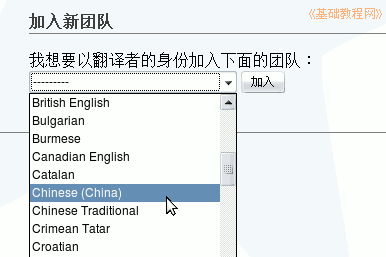 《基础教程网》
加入新团队
我想要以翻译者的身份加入下面的团队：
---------
加入
British English
Bulgarian
Burmese
Canadian English
Catalan
Chinese (China)
Chinese Traditional
Crimean Tatar
Croatian